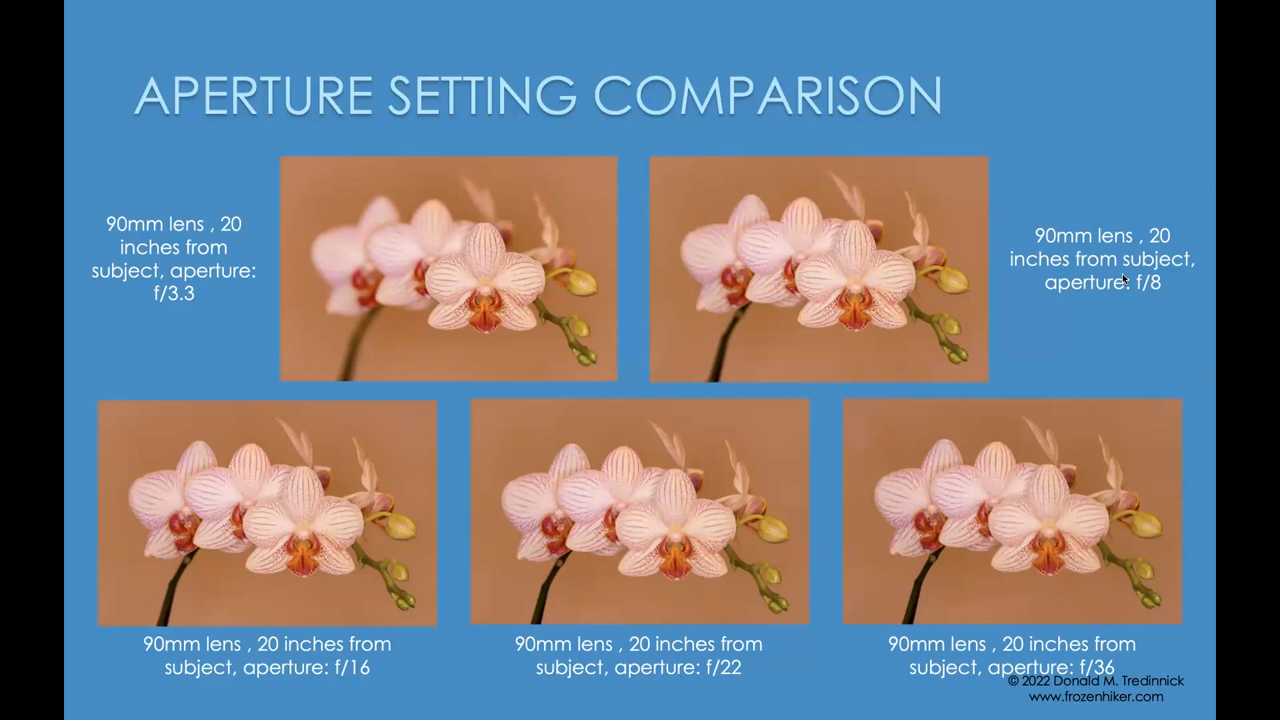 APERTURE SETTING COMPARISON
90mm lens , 20
inches from
subject, aperture:
f/3.3
90mm lens , 20
inches from subject,
aperture: f/8
90mm lens , 20 inches from
subject, aperture: f/16
90mm lens , 20 inches from
subject, aperture: f/22
90mm lens , 20 inches from
subject, aperture: f/36
© 2022 Donald M. Tredinnick
www.frozenhiker.com